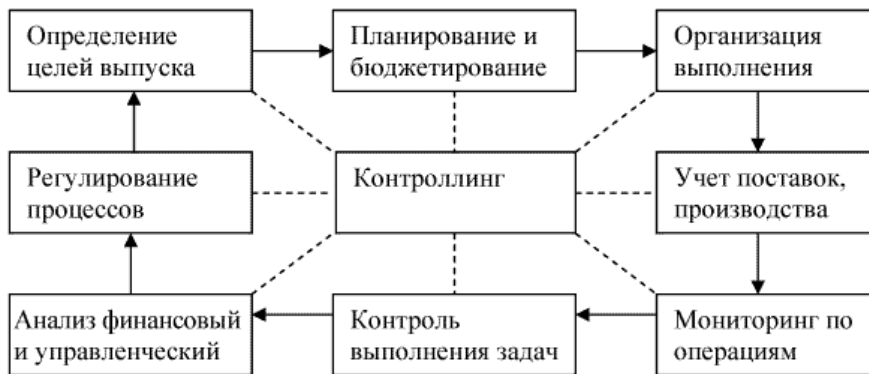 Определение
целей выпуска
Планирование и
бюджетирование
Организация
выполнения
Регулирование
процессов
Контроллинг
Учет поставок,
производства
Анализ финансовый
и управленческий
Контроль
выполнения задач
Мониторинг по
операциям